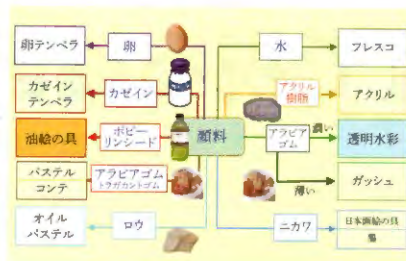 卵テンペラ
卵
水
フレスコ
カゼイン
テンペラ
カゼイン
アクリル
樹脂
アクリル
油絵の具
ポピー
リンシード
顔料
アラビア
ゴム
濃い
透明水彩
パステル
コンテ
アラビアゴム
トラガカントゴム
薄い
ガッシュ
オイル
パステル
ロウ
ニカワ
日本画絵の具